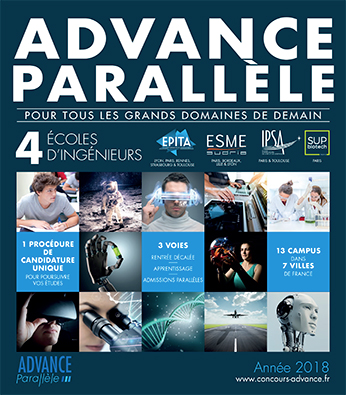 ADVANCE
PARALLÈLE
POUR TOUS LES GRANDS DOMAINES DE DEMAIN
4 ÉCOLES
D'INGÉNIEURS
EPITA
LYON, PARIS, RENNES,
STRASBOURG & TOULOUSE
ESME
SUDRIA
PARIS, BORDEAUX,
LILLE & LYON
IPSA
PARIS & TOULOUSE
+
SUP
biotech
PARIS
1 PROCÉDURE
DE
CANDIDATURE
UNIQUE
POUR POURSUIVRE
VOS ÉTUDES
3 VOIES
RENTRÉE DÉCALÉE
APPRENTISSAGE
ADMISSIONS PARALLÈLES
13 CAMPUS
DANS
7 VILLES
DE FRANCE
ADVANCE
Parallèle
Année 2018
www.concours-advance.fr